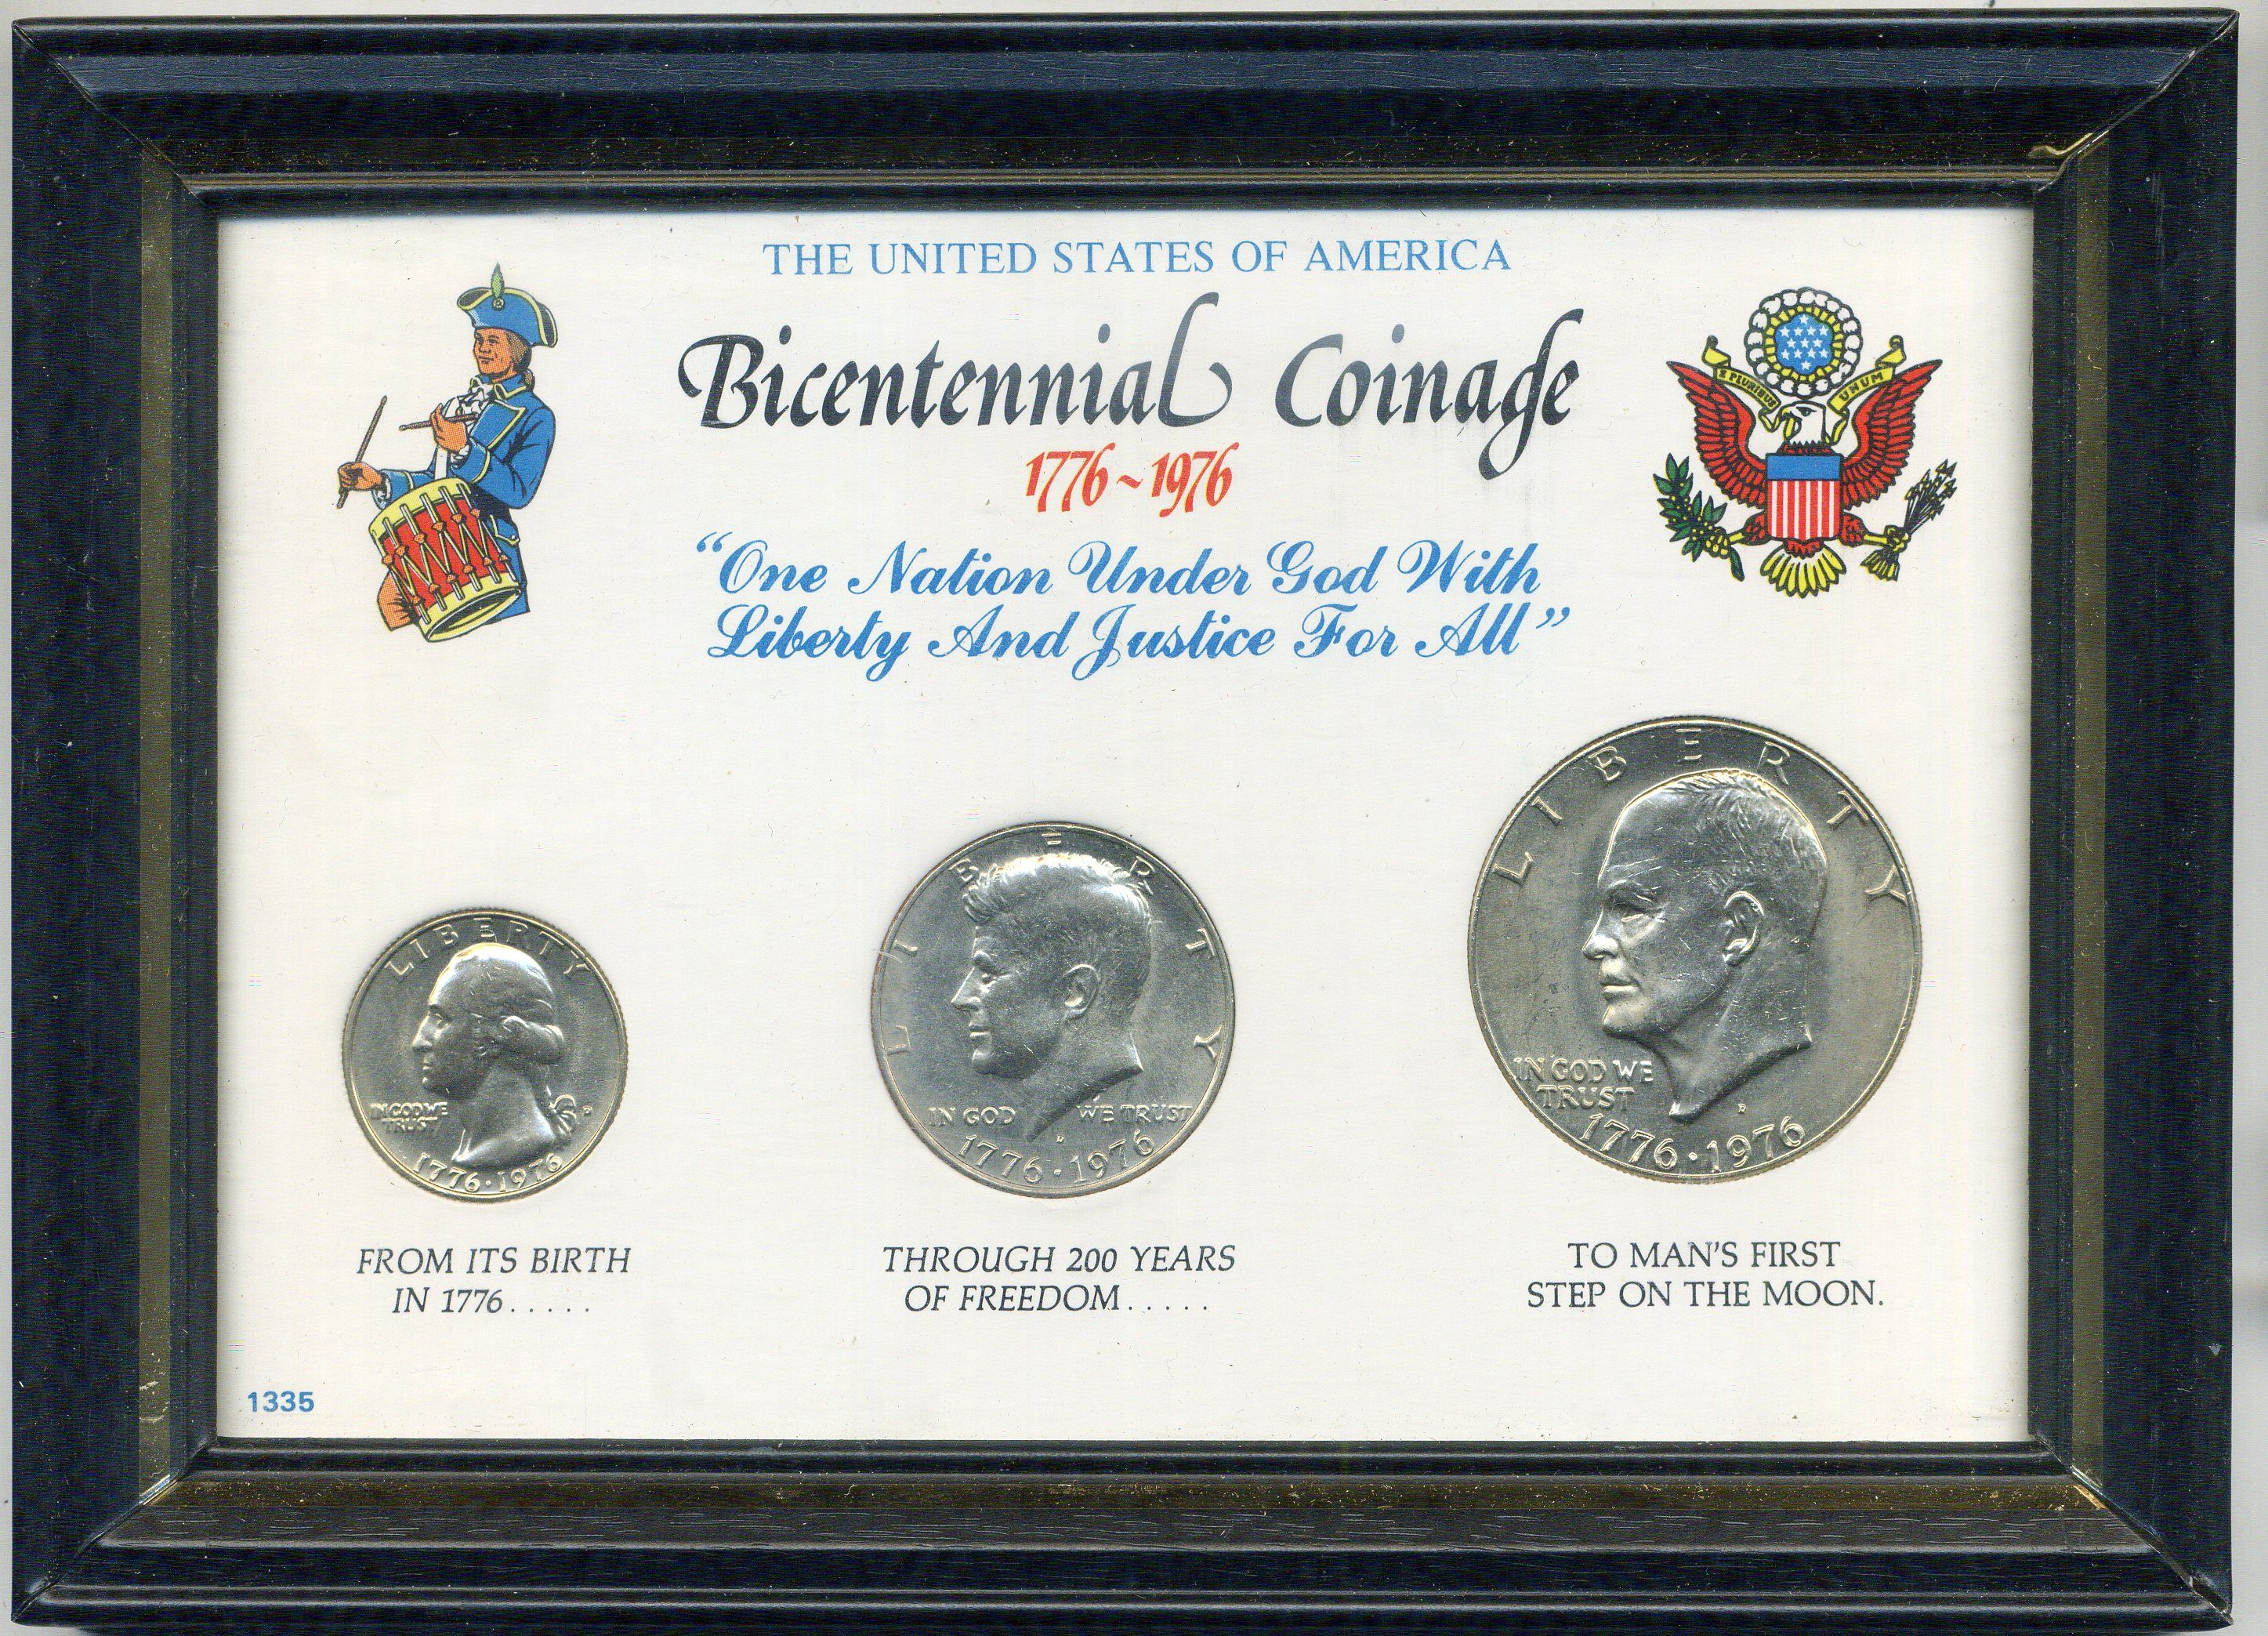 THE UNITED STATES OF AMERICA
Bicentennial Coinage
1776~1976
E PLURIBUS UNUM
"One Nation Under God With
Liberty And Justice For All"
LIBERTY
IN GOD WE
TRUST
D
1776·1976
LIBERTY
IN GOD WE TRUST
D
1776·1976
LIBERTY
IN GOD WE
TRUST
D
1776·1976
FROM ITS BIRTH
IN 1776.....
THROUGH 200 YEARS
OF FREEDOM.....
TO MAN'S FIRST
STEP ON THE MOON.
1335